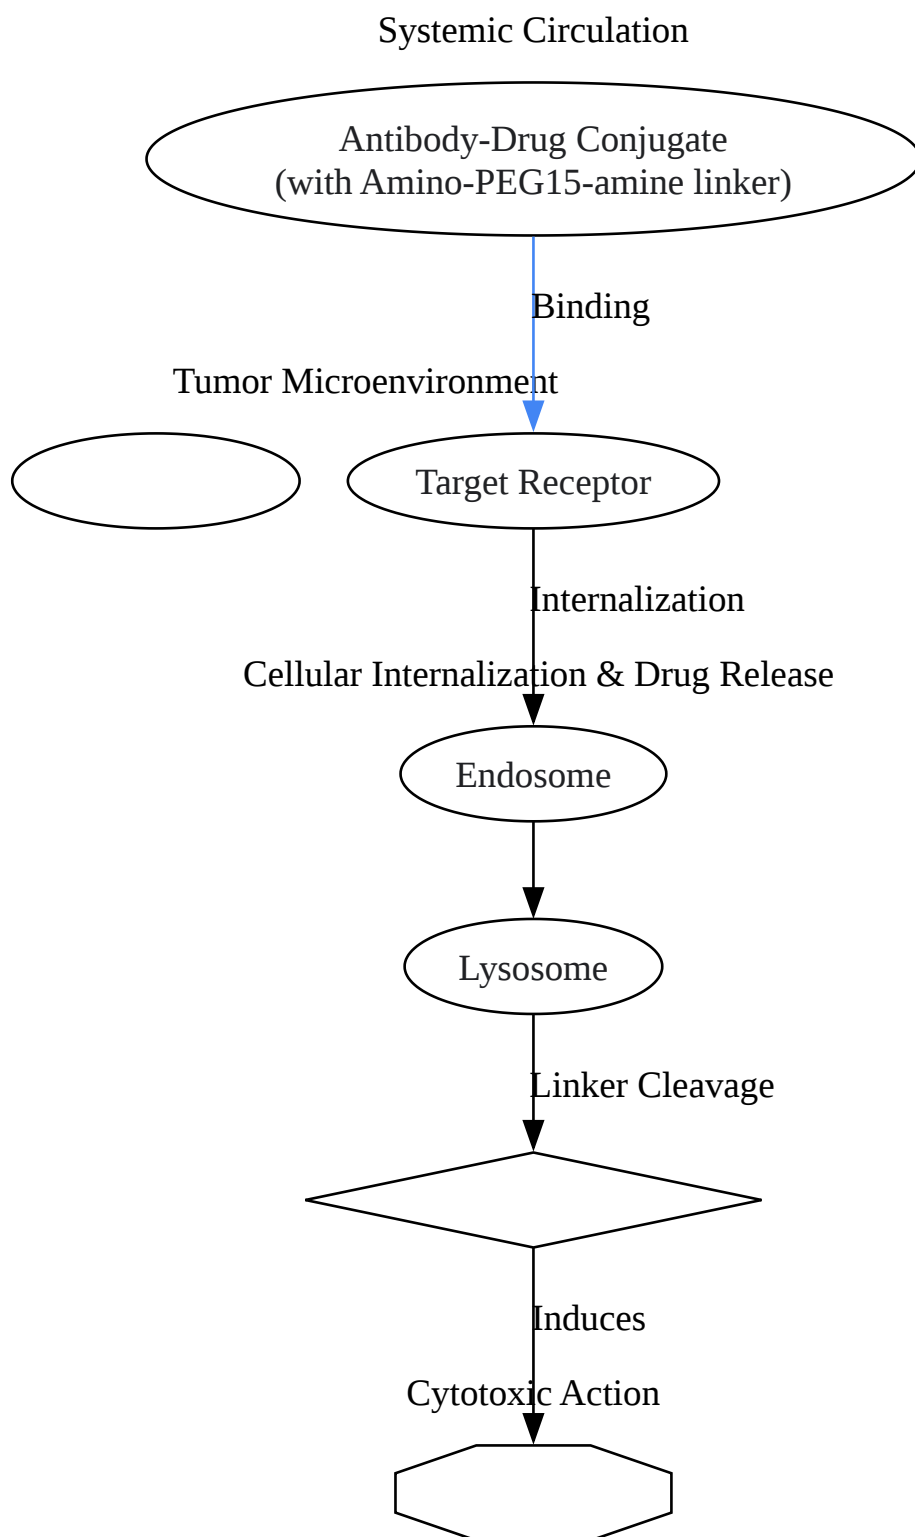 Systemic Circulation
Antibody-Drug Conjugate
(with Amino-PEG15-amine linker)
Binding
Tumor Microenvironment
Target Receptor
Internalization
Cellular Internalization & Drug Release
Endosome
Lysosome
Linker Cleavage
Induces
Cytotoxic Action